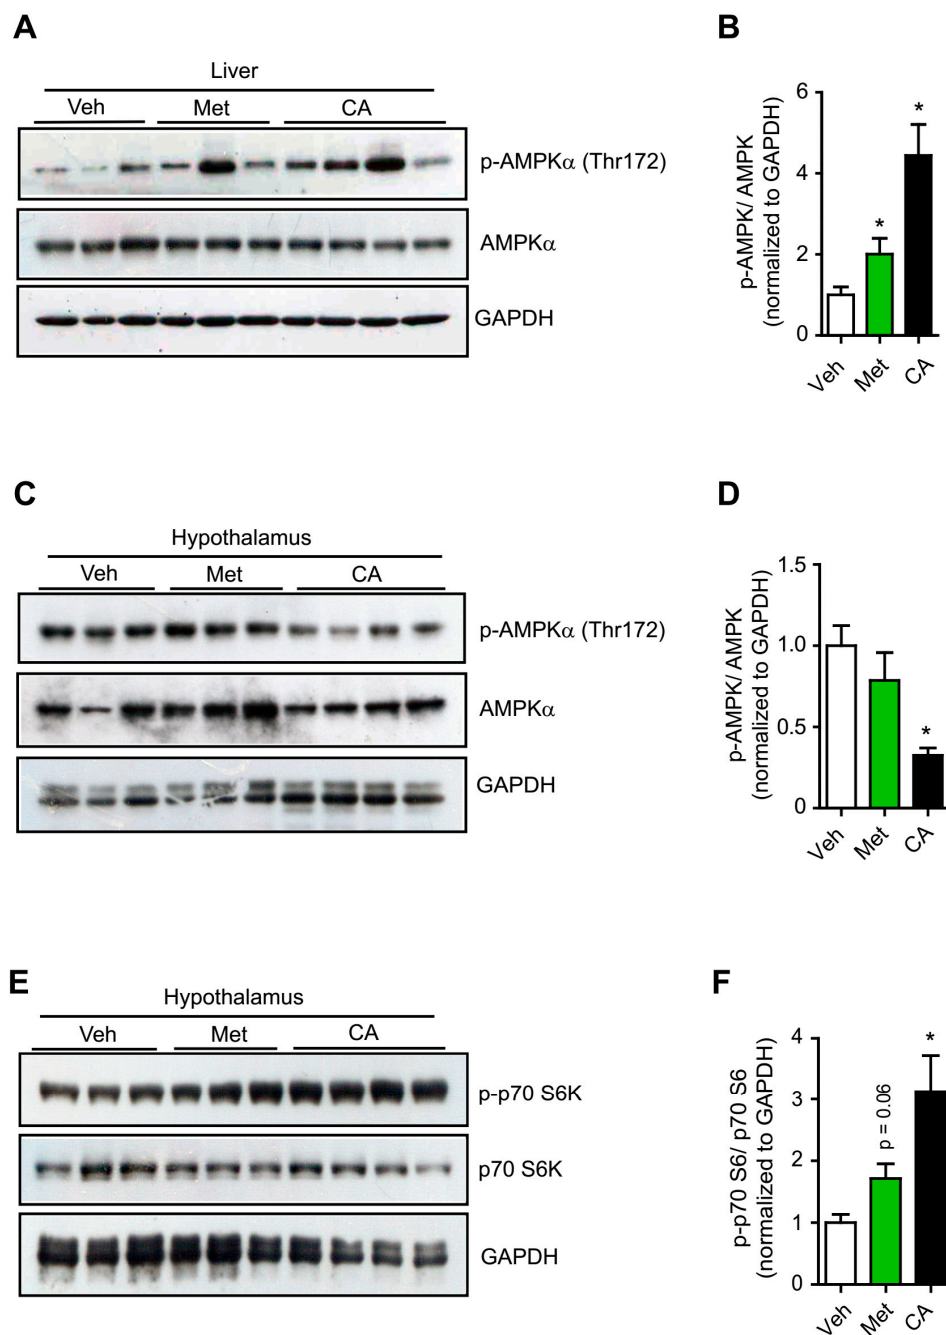 A
Liver
Veh Met CA
p-AMPKα (Thr172)
AMPKα
GAPDH
B
p-AMPK/ AMPK
(normalized to GAPDH)
6
4
2
0
*
*
Veh
Met
CA
C
Hypothalamus
Veh Met CA
p-AMPKα (Thr172)
AMPKα
GAPDH
D
p-AMPK/ AMPK
(normalized to GAPDH)
1.5
1.0
0.5
0
*
Veh
Met
CA
E
Hypothalamus
Veh Met CA
p-p70 S6K
p70 S6K
GAPDH
F
p-p70 S6/ p70 S6
(normalized to GAPDH)
4
3
2
1
0
p = 0.06
*
Veh
Met
CA